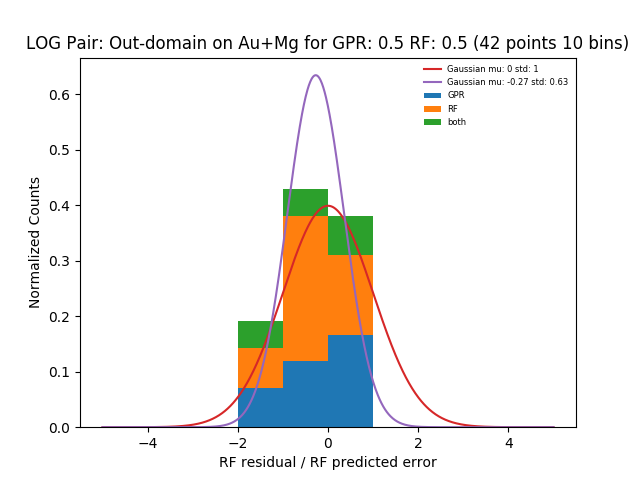 LOG Pair: Out-domain on Au+Mg for GPR: 0.5 RF: 0.5 (42 points 10 bins)
Gaussian mu: 0 std: 1
Gaussian mu: -0.27 std: 0.63
GPR
RF
both
Normalized Counts
0.6
0.5
0.4
0.3
0.2
0.1
0.0
−4 −2 0 2 4
RF residual / RF predicted error